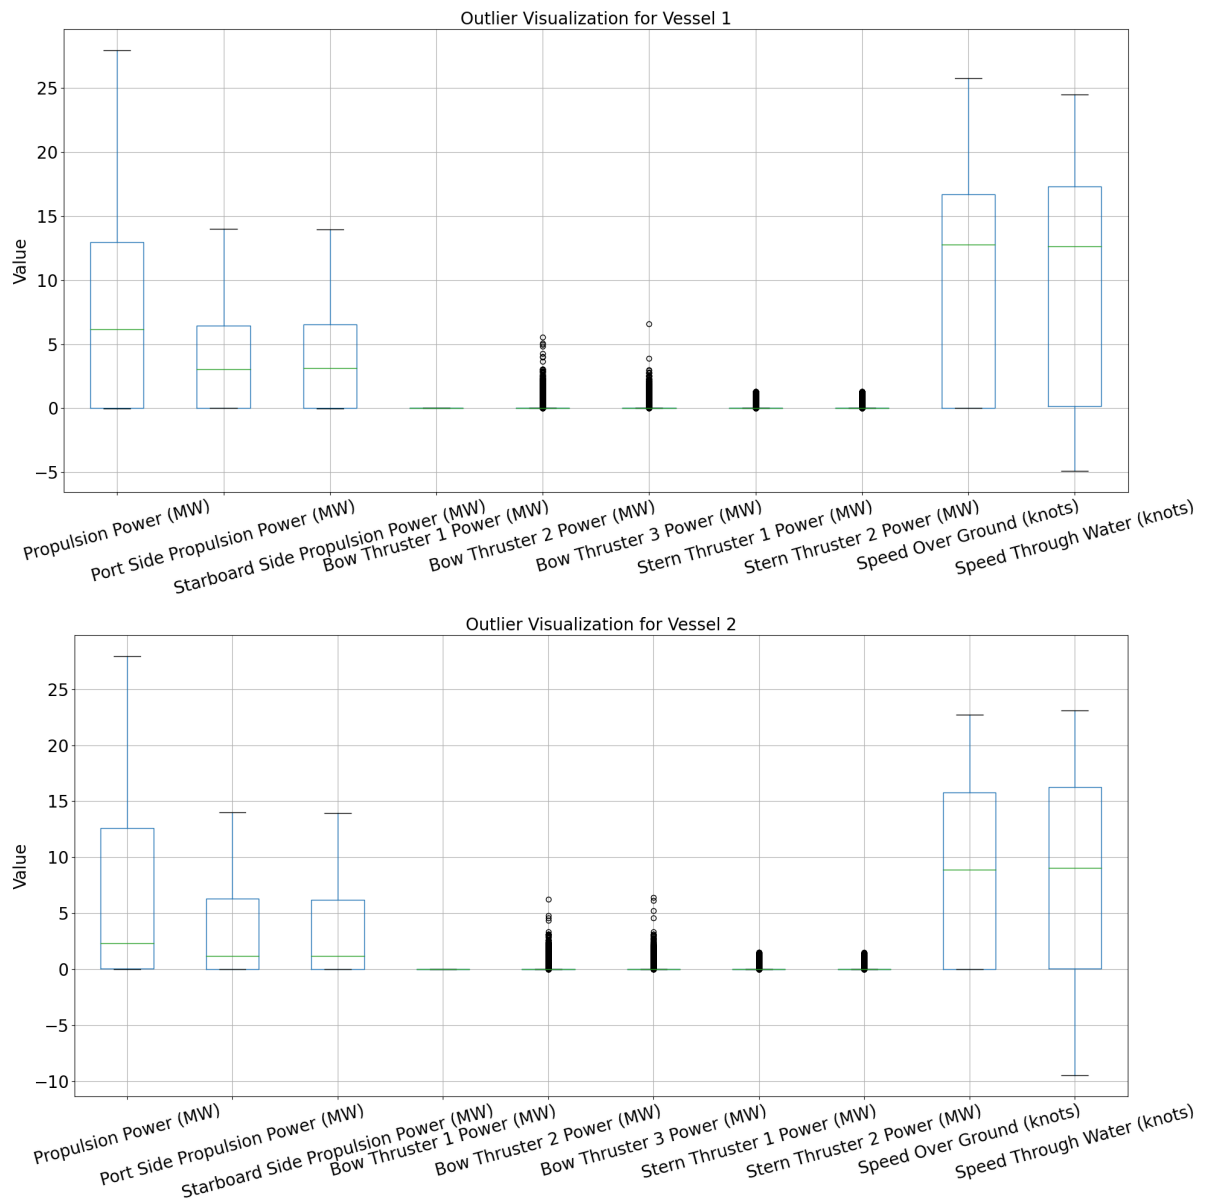 Outlier Visualization for Vessel 1
25
20
15
10
5
0
−5
Value
Propulsion Power (MW)
Port Side Propulsion Power (MW)
Starboard Side Propulsion Power (MW)
Bow Thruster 1 Power (MW)
Bow Thruster 2 Power (MW)
Bow Thruster 3 Power (MW)
Stern Thruster 1 Power (MW)
Stern Thruster 2 Power (MW)
Speed Over Ground (knots)
Speed Through Water (knots)
Outlier Visualization for Vessel 2
25
20
15
10
5
0
−5
−10
Value
Propulsion Power (MW)
Port Side Propulsion Power (MW)
Starboard Side Propulsion Power (MW)
Bow Thruster 1 Power (MW)
Bow Thruster 2 Power (MW)
Bow Thruster 3 Power (MW)
Stern Thruster 1 Power (MW)
Stern Thruster 2 Power (MW)
Speed Over Ground (knots)
Speed Through Water (knots)